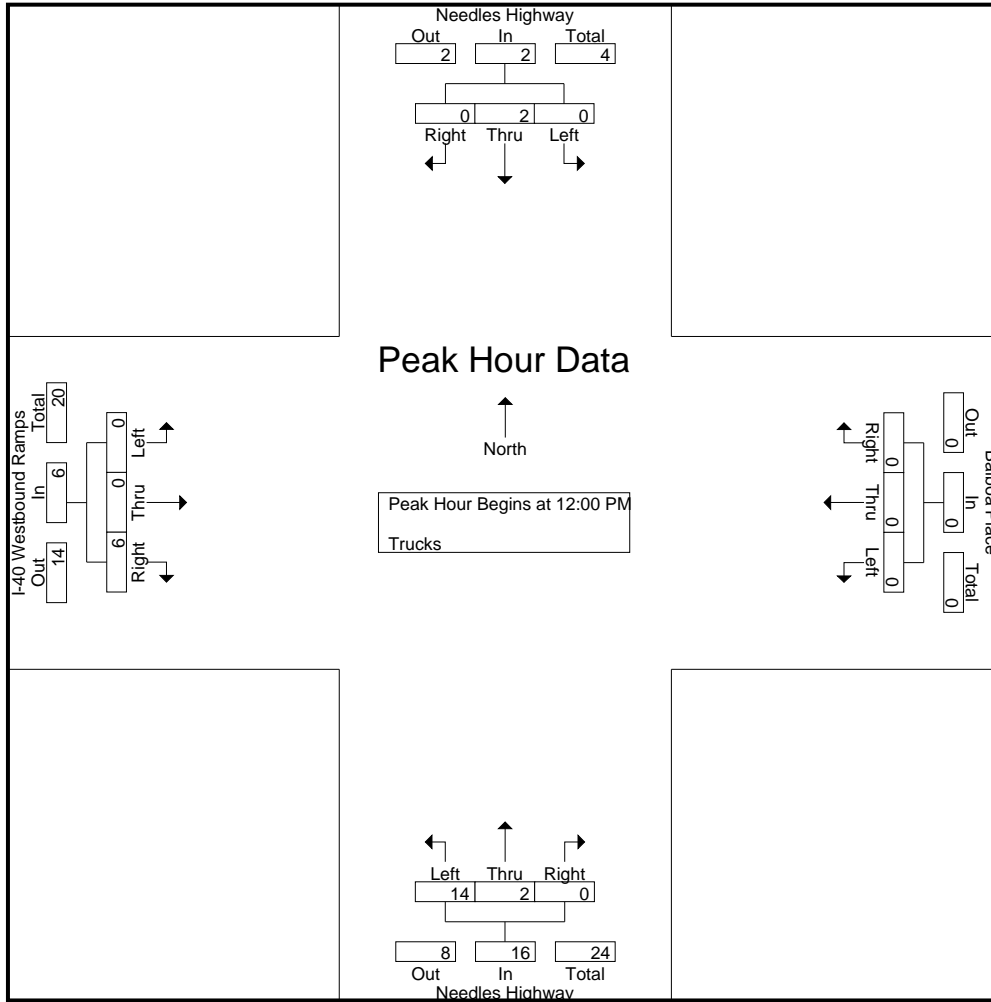 Needles Highway
Out In Total
2 2 4
0 2 0
Right Thru Left
Peak Hour Data
North
Peak Hour Begins at 12:00 PM
Trucks
I-40 Westbound Ramps
Out In Total
14 6 20
Right Thru Left
6 0 0
Balboa Place
Out In Total
0 0 0
Right Thru Left
0 0 0
Left Thru Right
14 2 0
8 16 24
Out In Total
Needles Highway